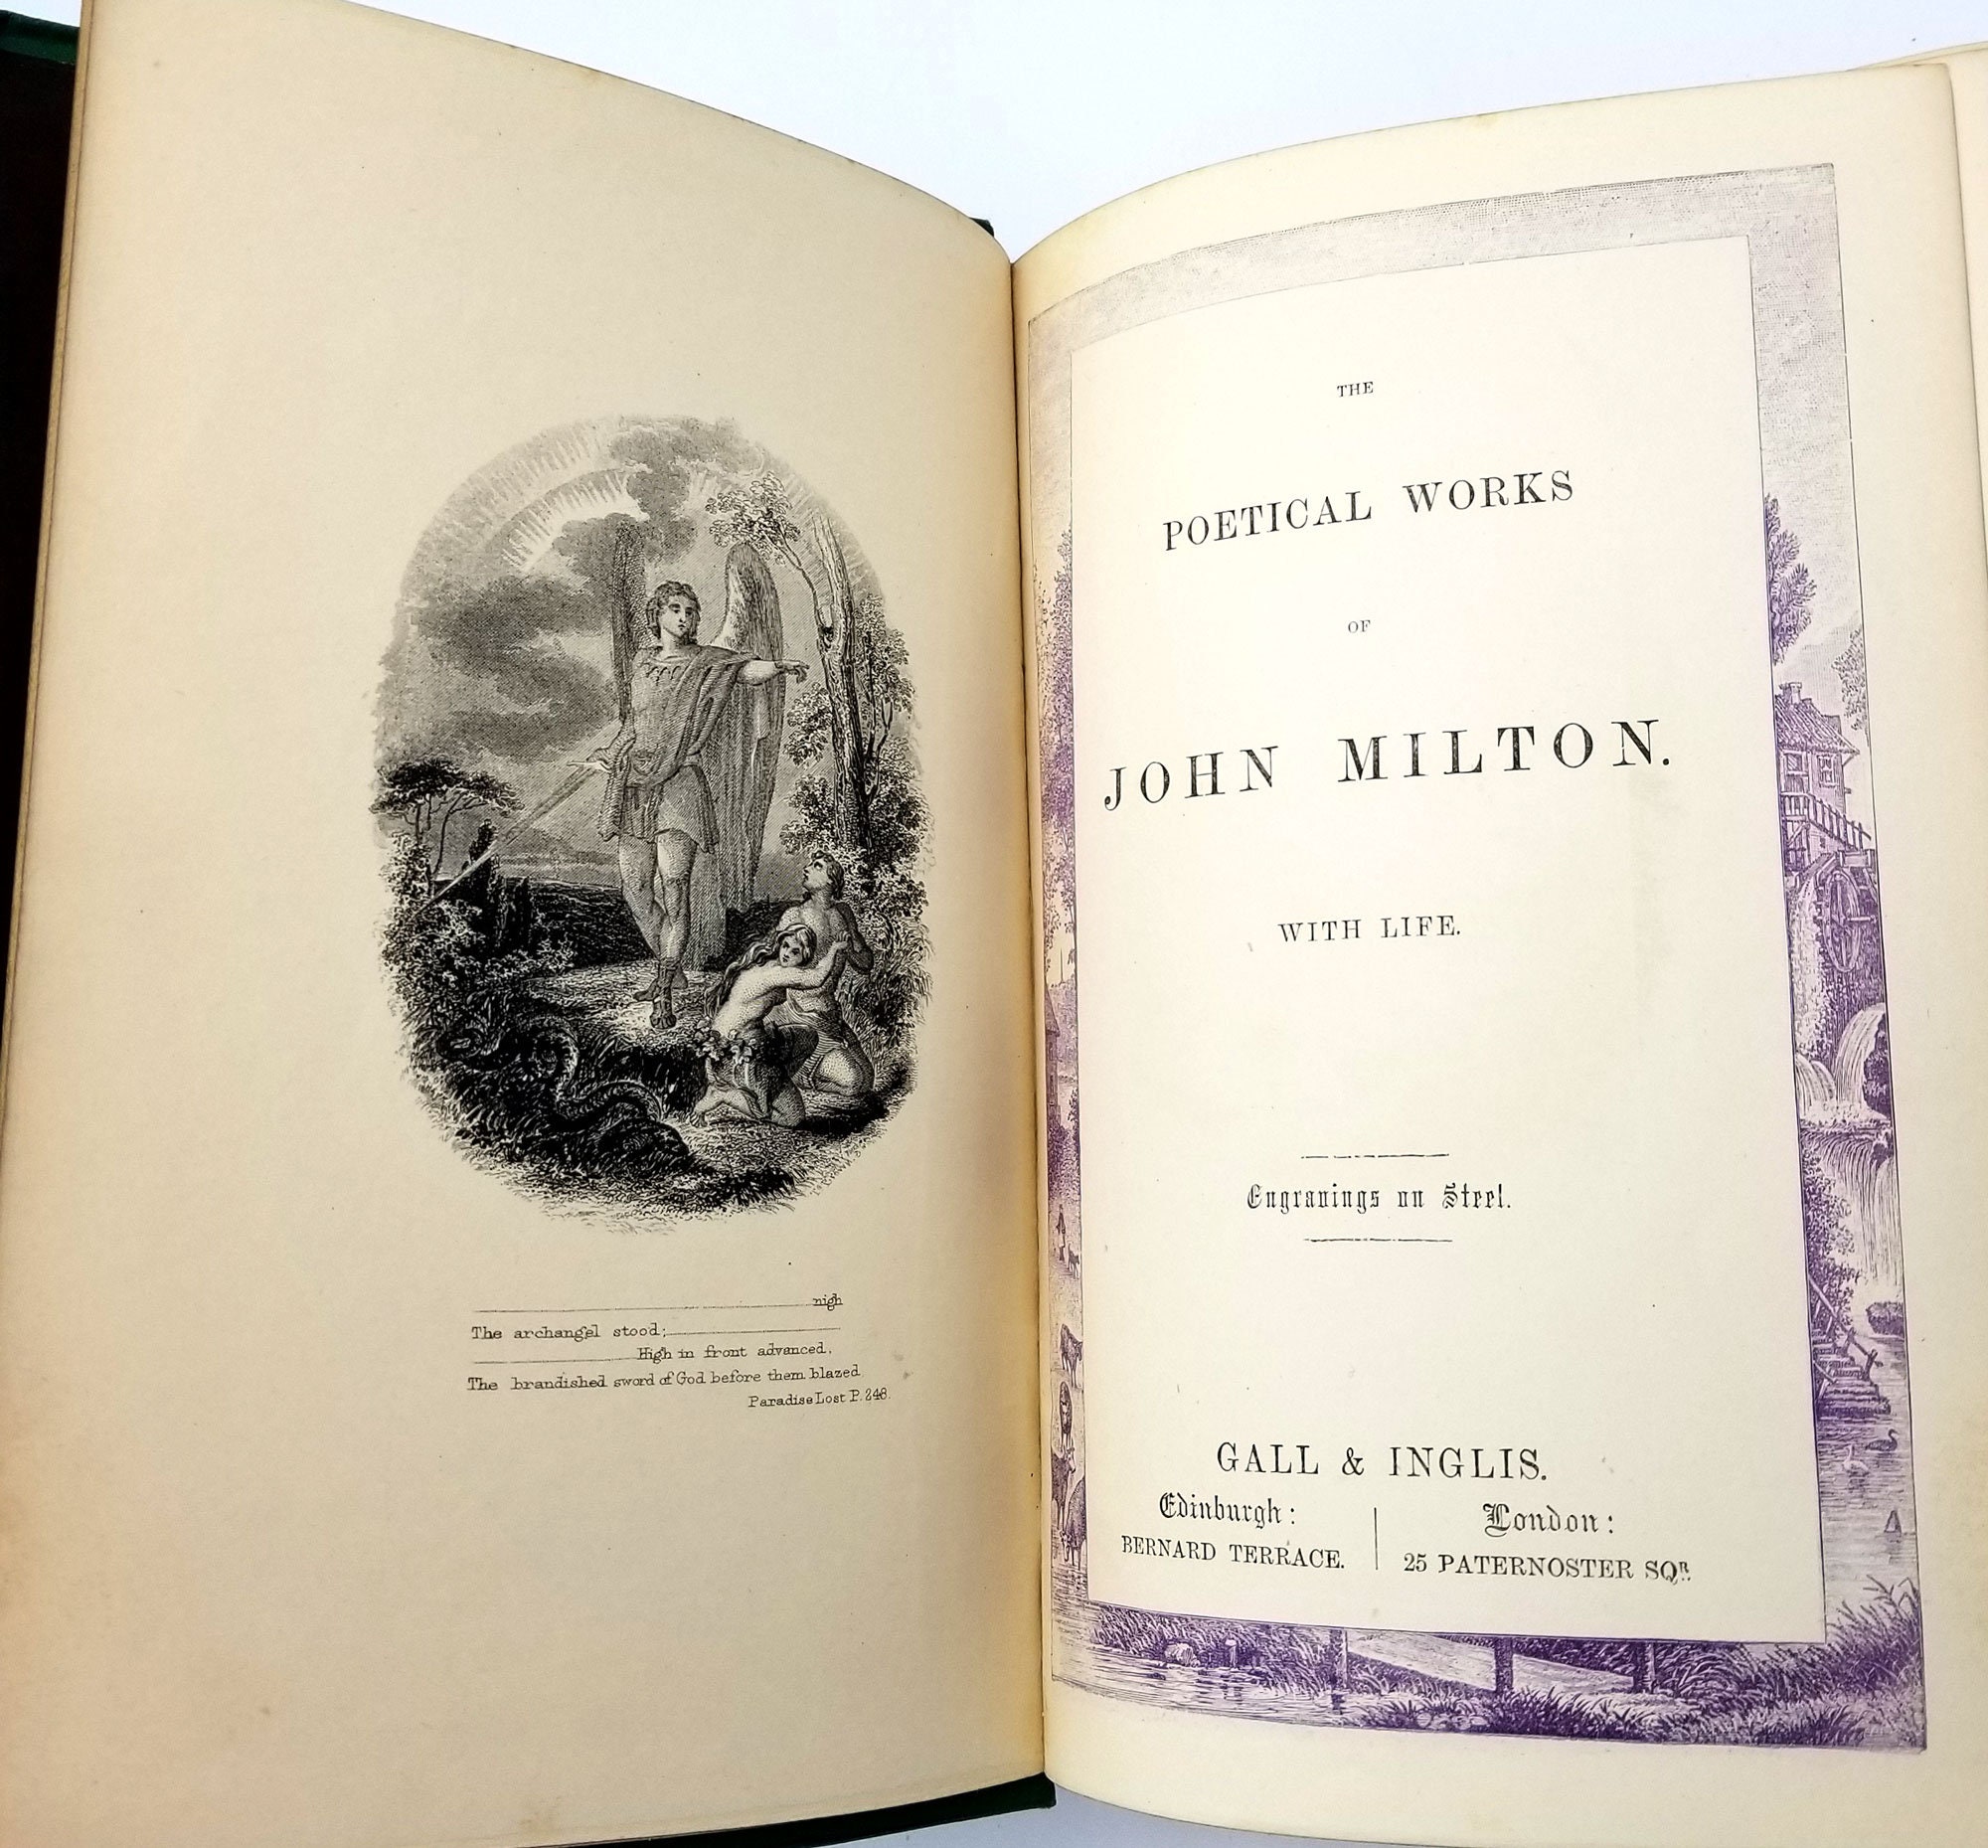 nigh
The archangel stood;
High in front advanced,
The brandished sword of God before them blazed
Paradise Lost P. 248.
THE
POETICAL WORKS
OF
JOHN MILTON.
WITH LIFE.
Engravings on Steel.
GALL & INGLIS.
Edinburgh:
BERNARD TERRACE.
London:
25 PATERNOSTER SQR.